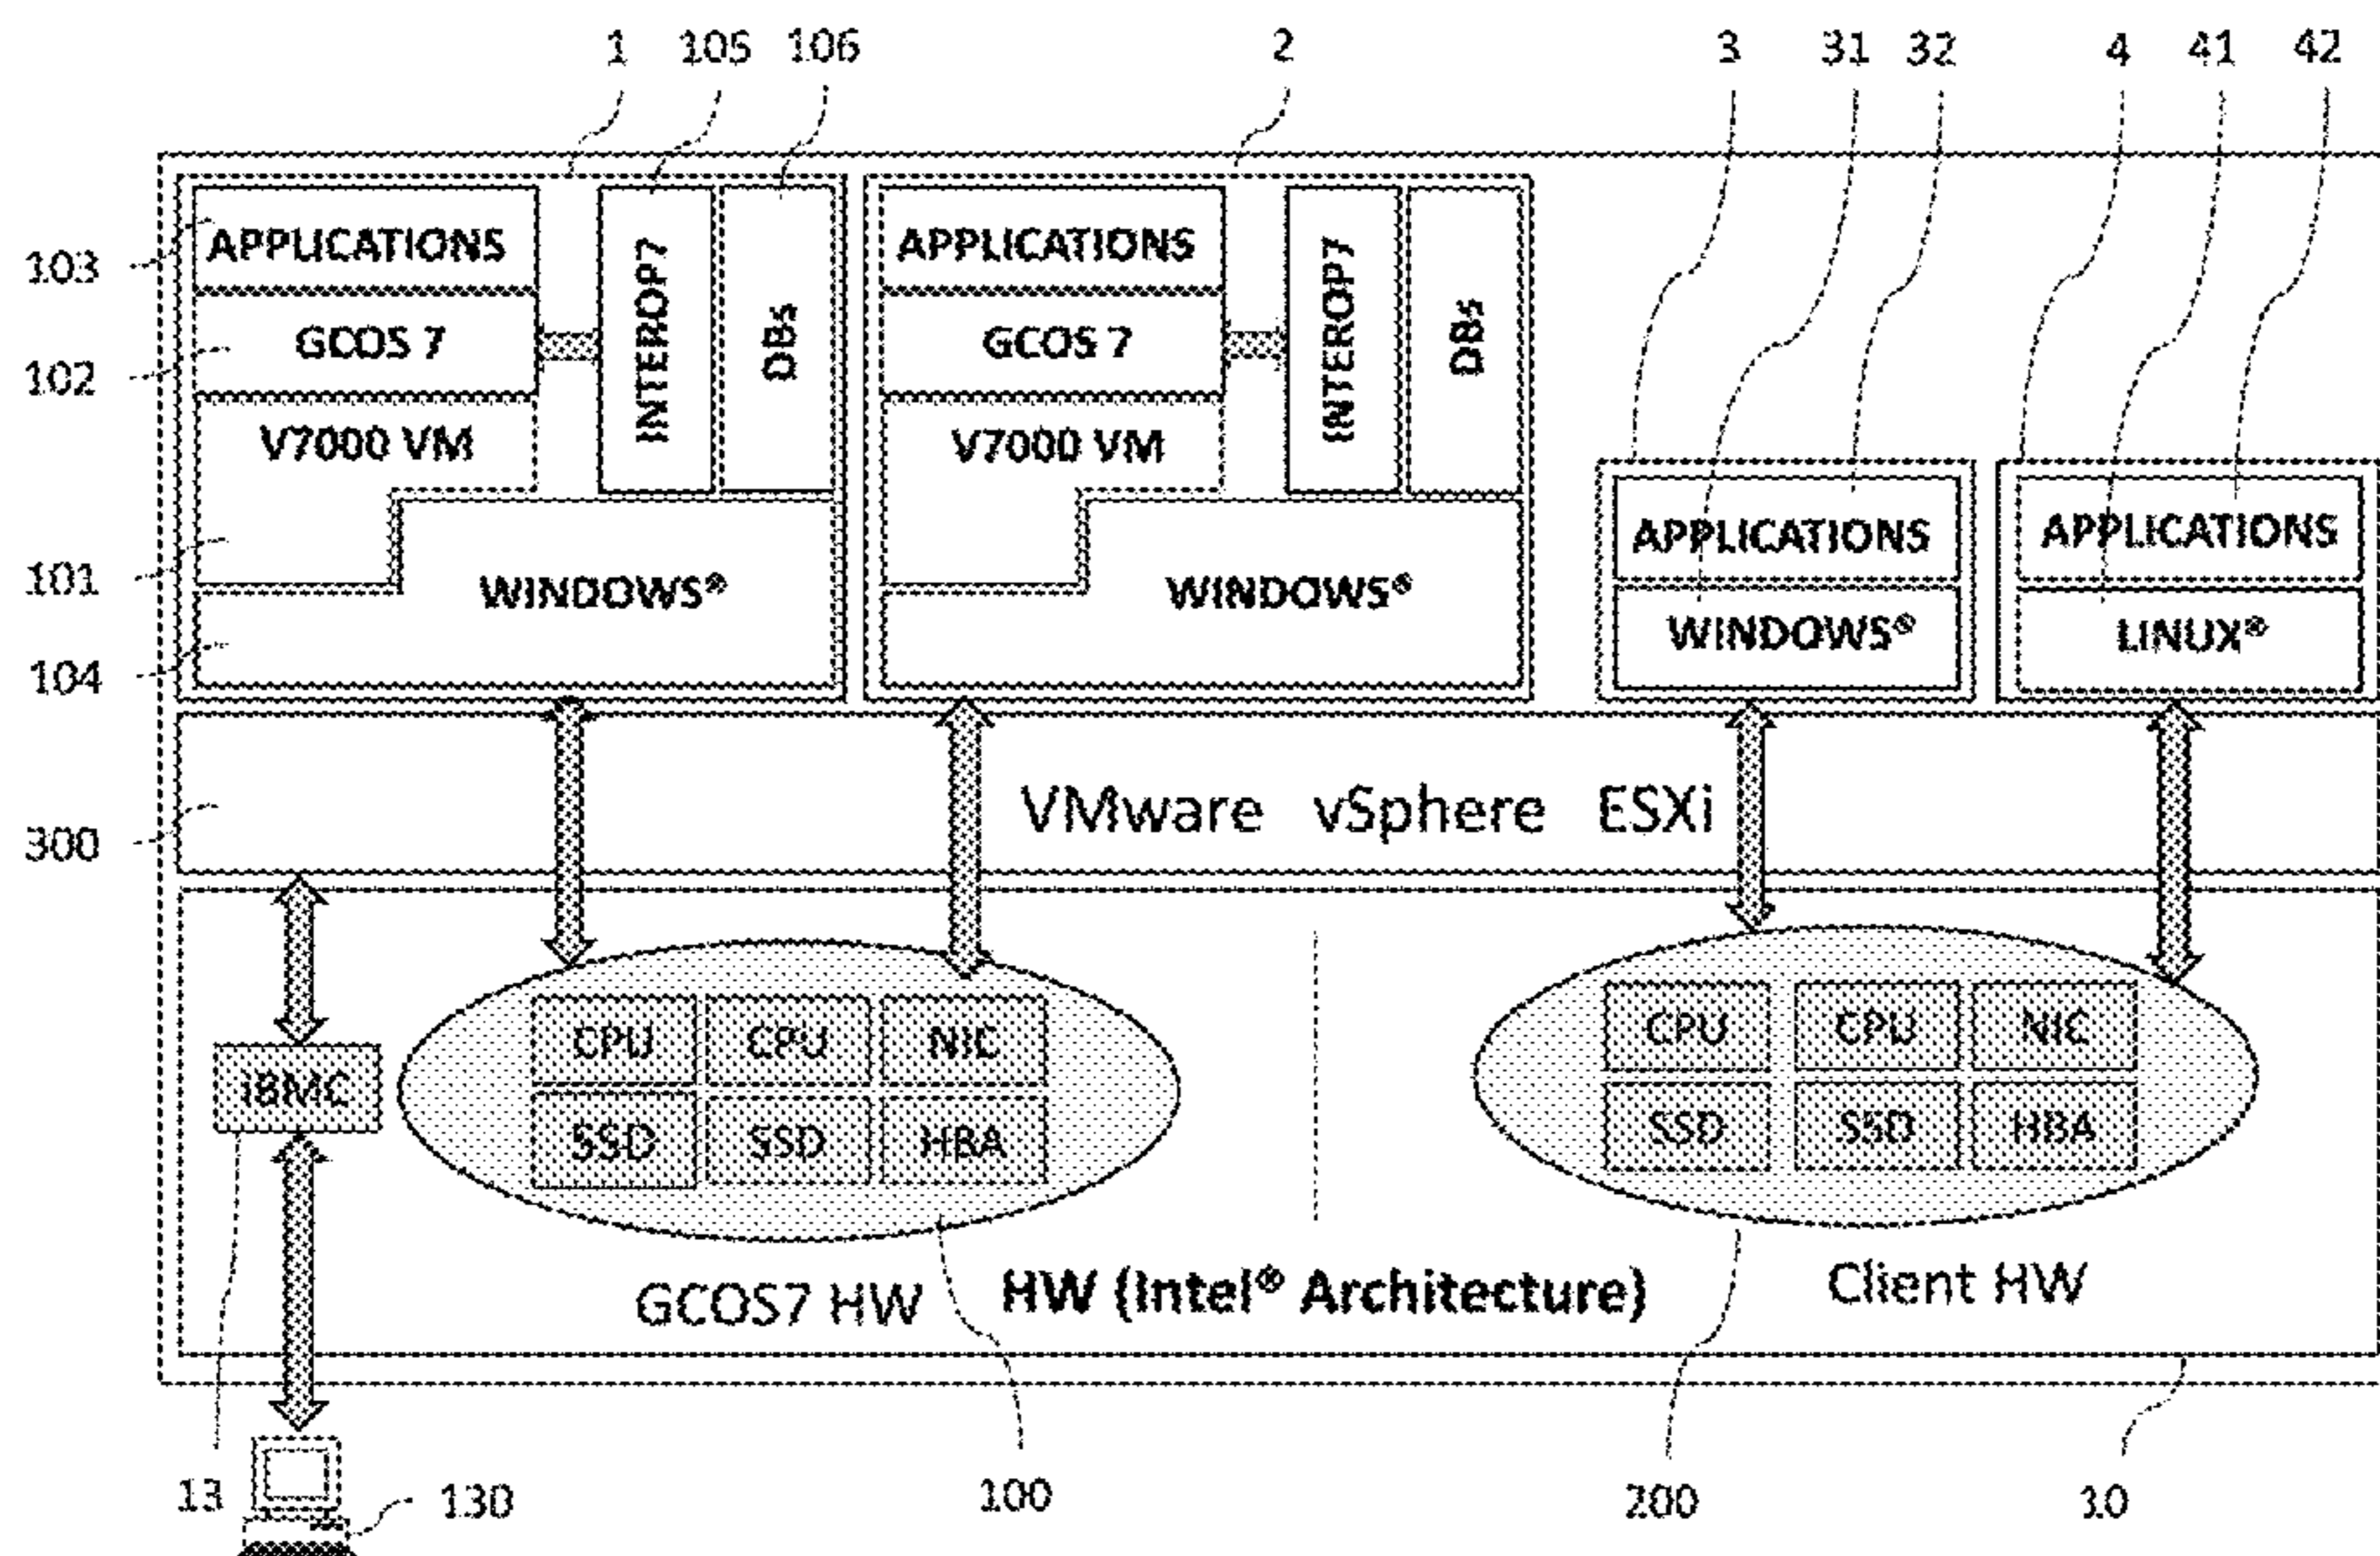 1 105 106 2 3 31 32 4 41 42
103 APPLICATIONS INTEROP7 DBs APPLICATIONS INTEROP7 DBs
102 GCOS 7 GCOS 7
V7000 VM V7000 VM
APPLICATIONS APPLICATIONS
101 WINDOWS® WINDOWS® WINDOWS® LINUX®
104
300 VMware vSphere ESXi
CPU CPU NIC CPU CPU NIC
iBMC
SSD SSD HBA SSD SSD HBA
GCOS7 HW HW (Intel® Architecture) Client HW
13 130 100 200 10